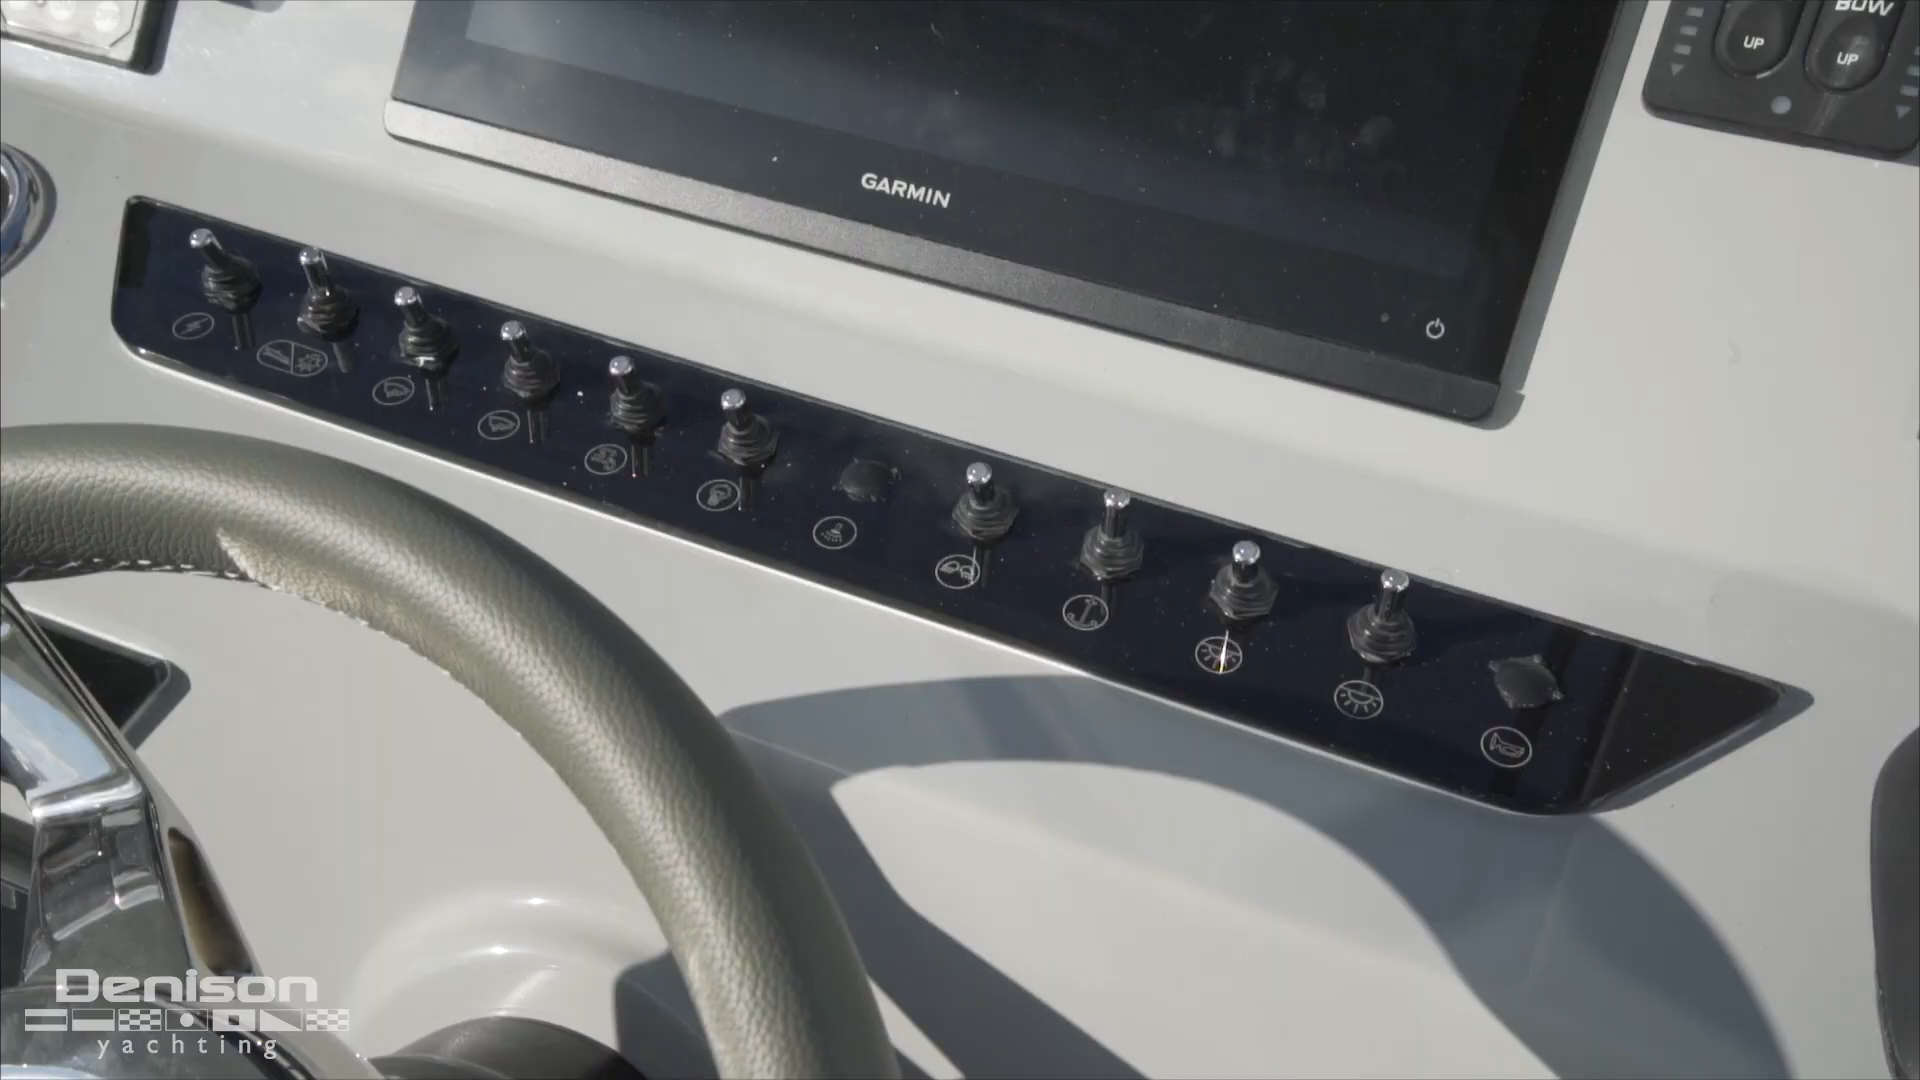 BOW
UP
UP
GARMIN
Denison
yachting